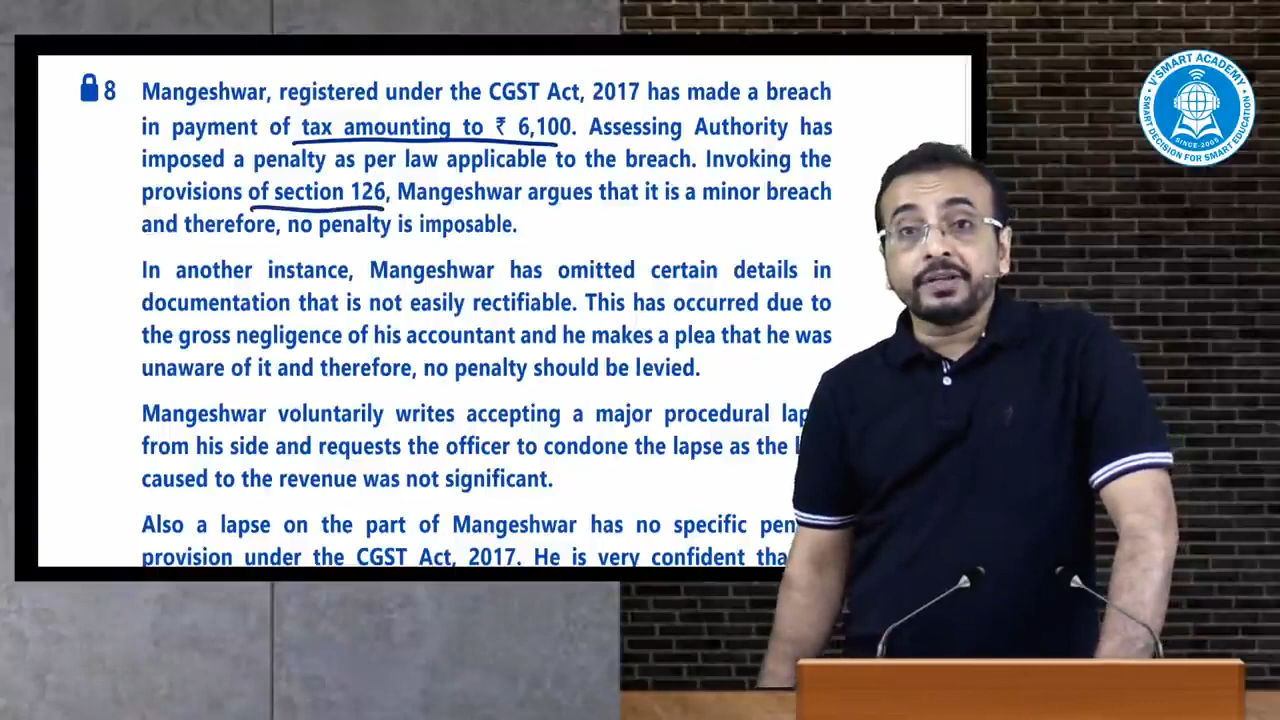 8 Mangeshwar, registered under the CGST Act, 2017 has made a breach
in payment of tax amounting to ₹ 6,100. Assessing Authority has
imposed a penalty as per law applicable to the breach. Invoking the
provisions of section 126, Mangeshwar argues that it is a minor breach
and therefore, no penalty is imposable.
In another instance, Mangeshwar has omitted certain details in
documentation that is not easily rectifiable. This has occurred due to
the gross negligence of his accountant and he makes a plea that he was
unaware of it and therefore, no penalty should be levied.
Mangeshwar voluntarily writes accepting a major procedural
from his side and requests the officer to condone the lapse as the
caused to the revenue was not significant.
Also a lapse on the part of Mangeshwar has no specific
provision under the CGST Act, 2017. He is very confident
V'SMART ACADEMY
SINCE-2005
SMART DECISION FOR SMART EDUCATION